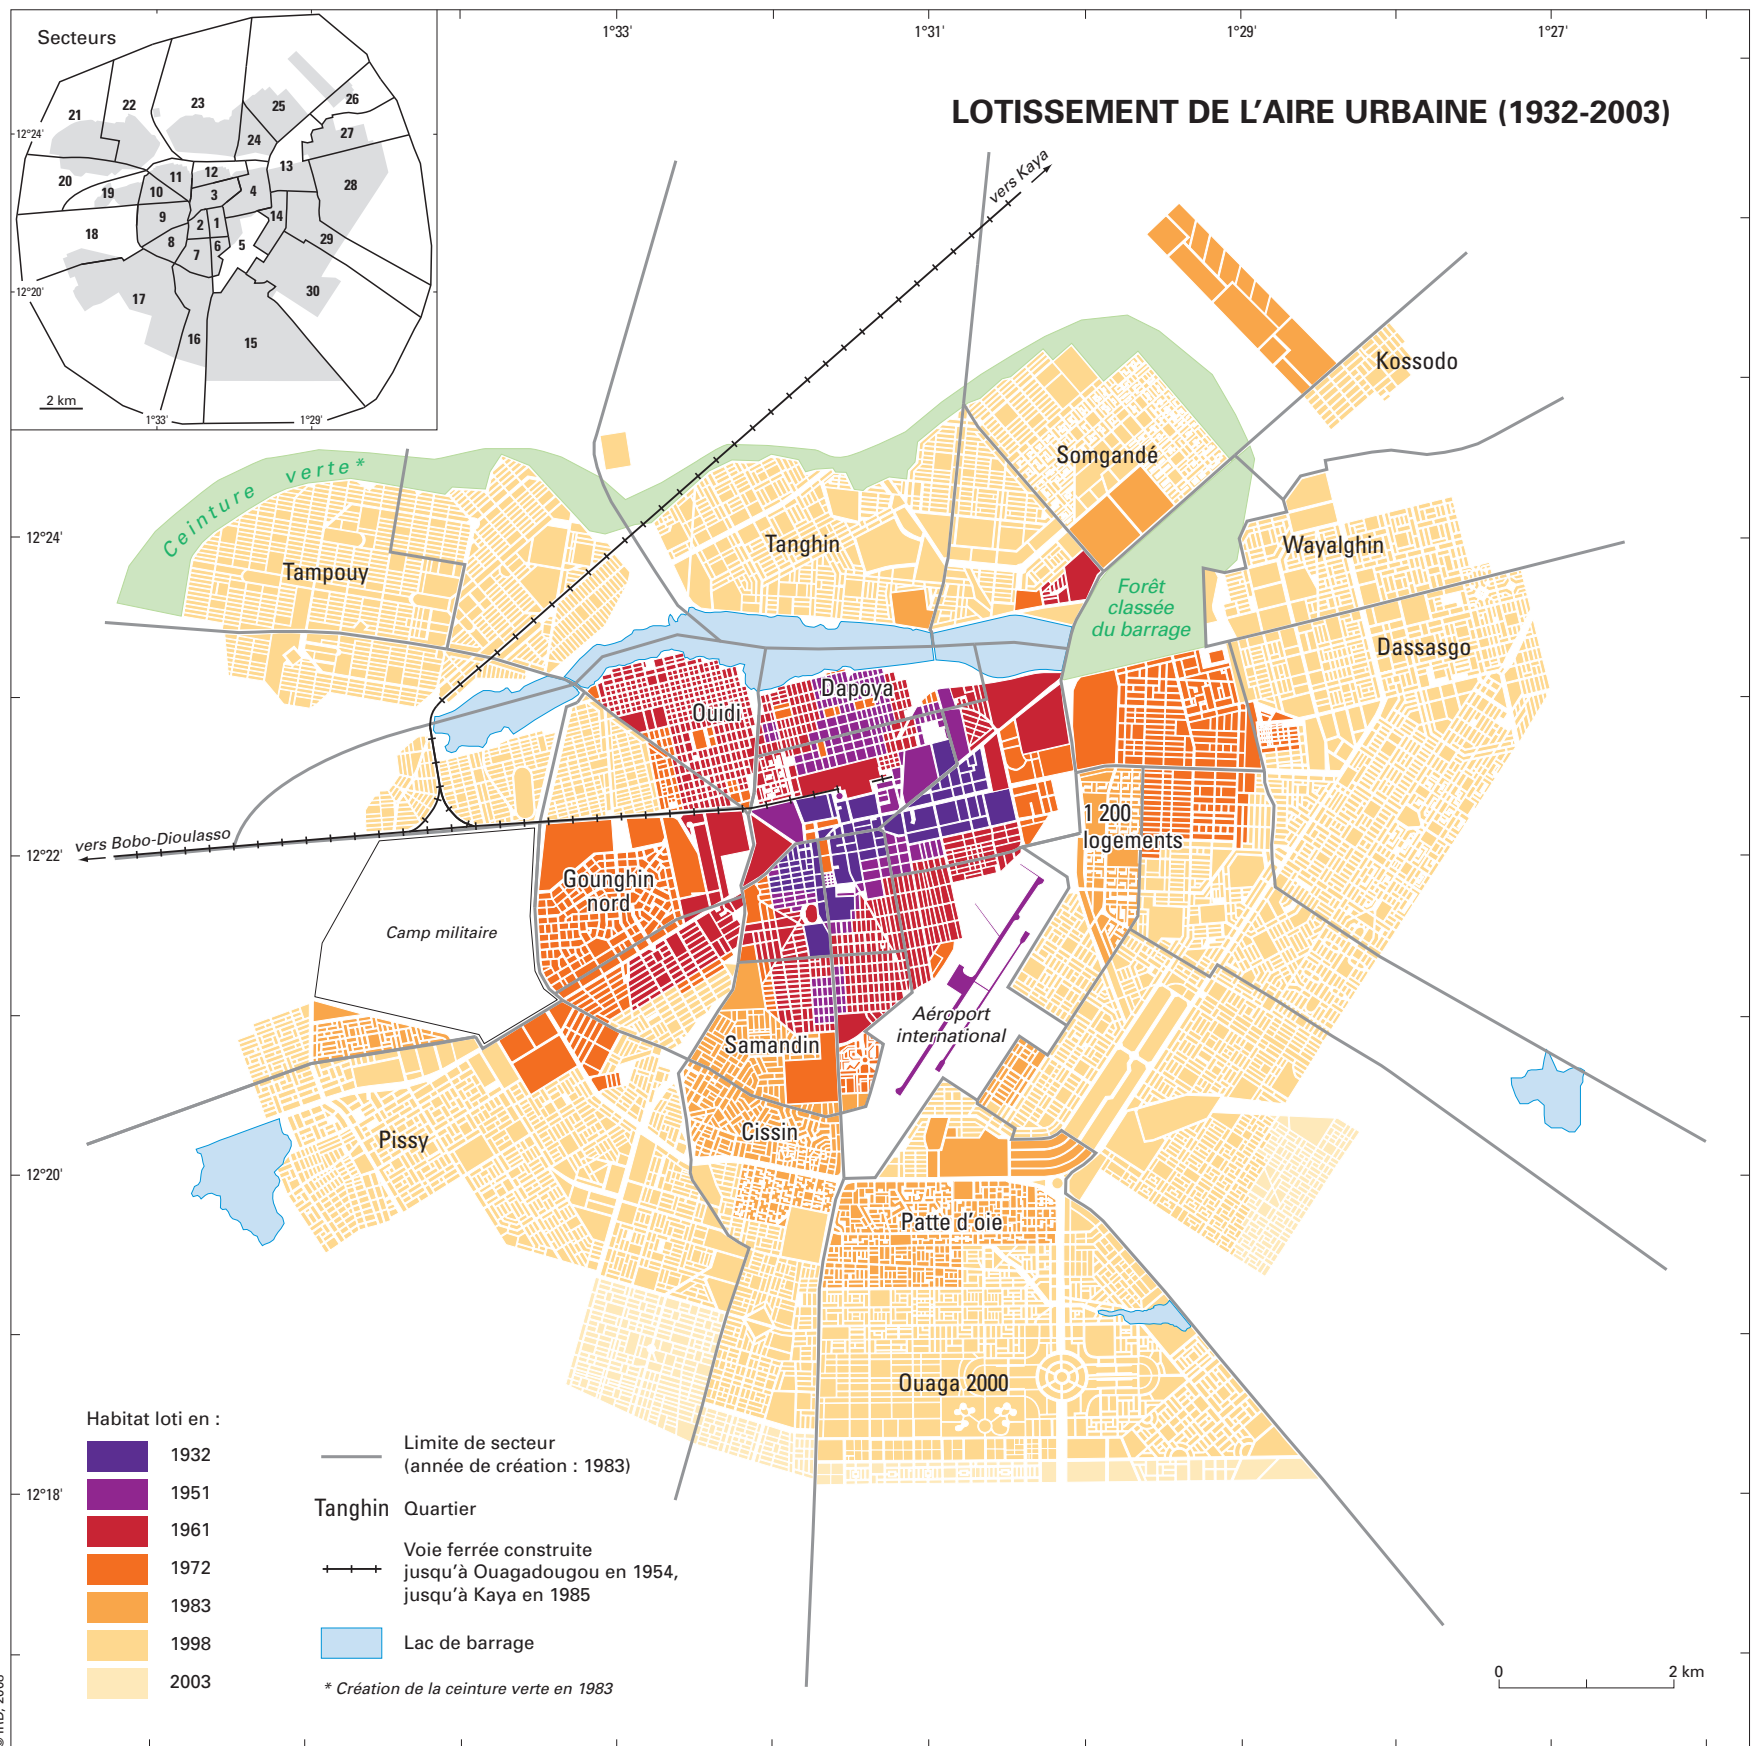 Secteurs
21
22
23
25
26
24
27
13
20
19
11
12
10
3
4
28
9
2
1
14
18
8
6
5
29
7
17
30
16
15
12°24'
12°20'
2 km
1°33'
1°29'
1°33'
1°31'
1°29'
1°27'
LOTISSEMENT DE L'AIRE URBAINE (1932-2003)
vers Kaya
Kossodo
Somgandé
Ceinture verte*
12°24'
Tanghin
Wayalghin
Tampouy
Forêt
classée
du barrage
Dassasgo
Dapoya
Ouidi
1 200
logements
vers Bobo-Dioulasso
12°22'
Gounghin
nord
Camp militaire
Aéroport
international
Samandin
Cissin
Pissy
12°20'
Patte d'oie
Ouaga 2000
12°18'
Habitat loti en :
1932
1951
1961
1972
1983
1998
2003
Limite de secteur
(année de création : 1983)
Tanghin Quartier
Voie ferrée construite
jusqu'à Ouagadougou en 1954,
jusqu'à Kaya en 1985
Lac de barrage
* Création de la ceinture verte en 1983
0 2 km